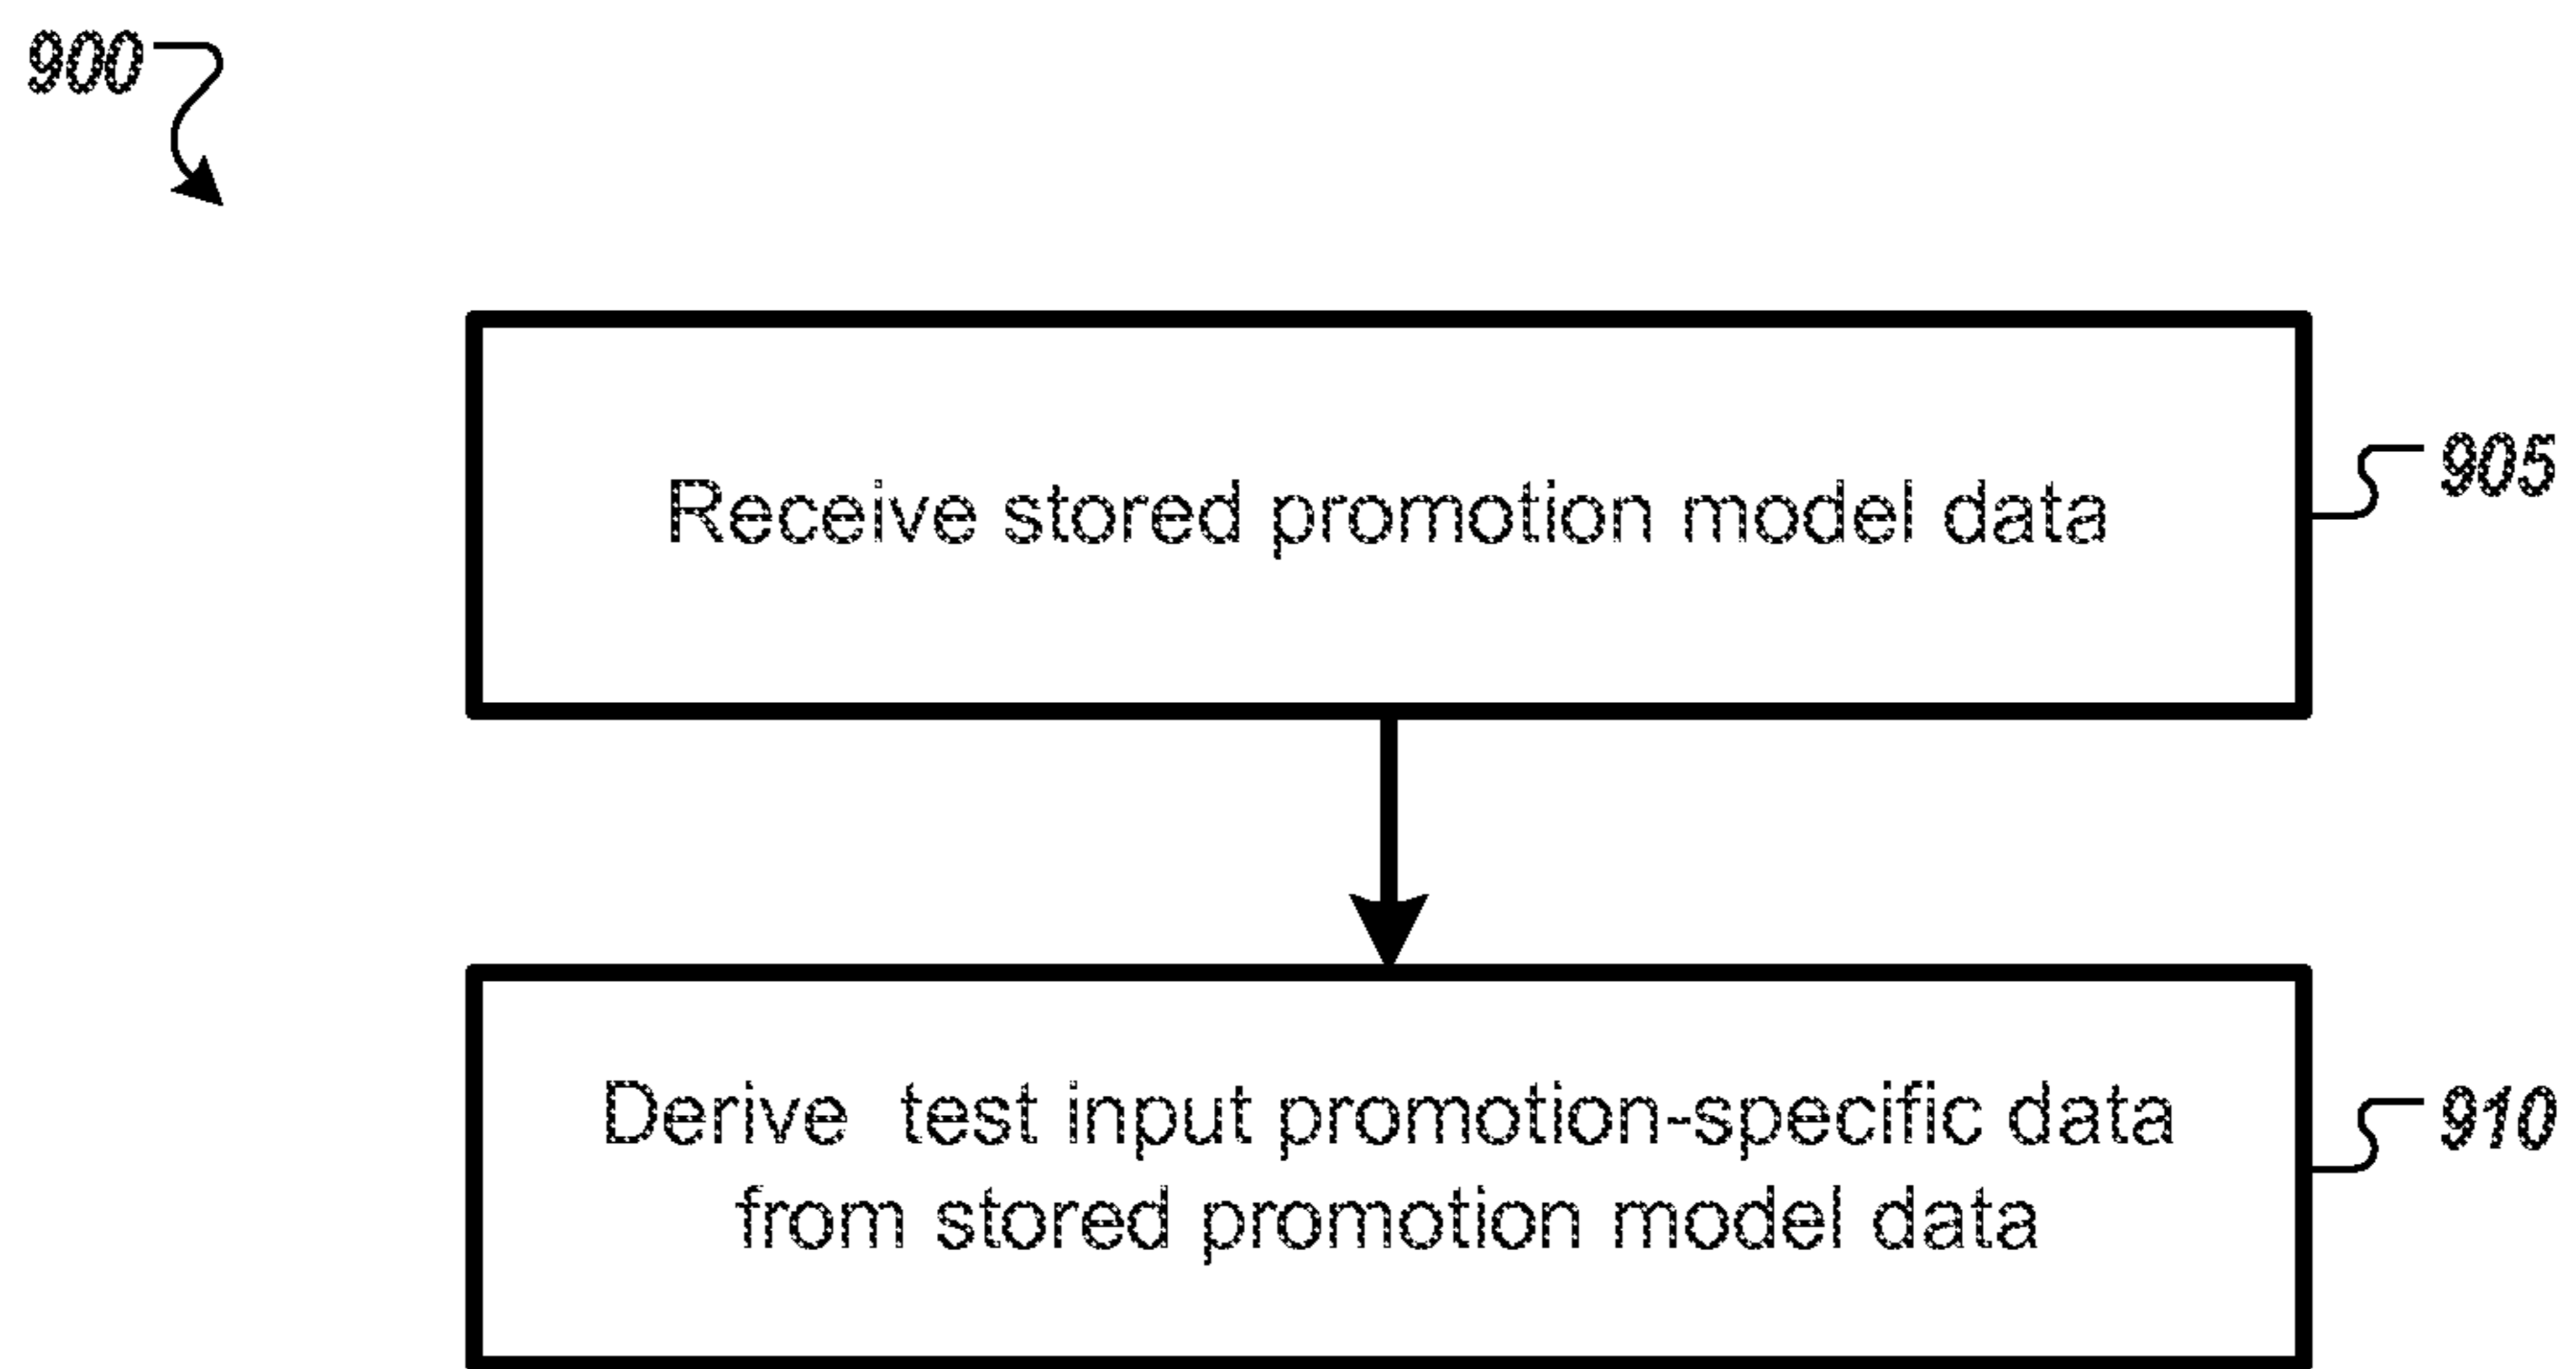 900
Receive stored promotion model data
905
Derive  test input promotion-specific data
from stored promotion model data
910